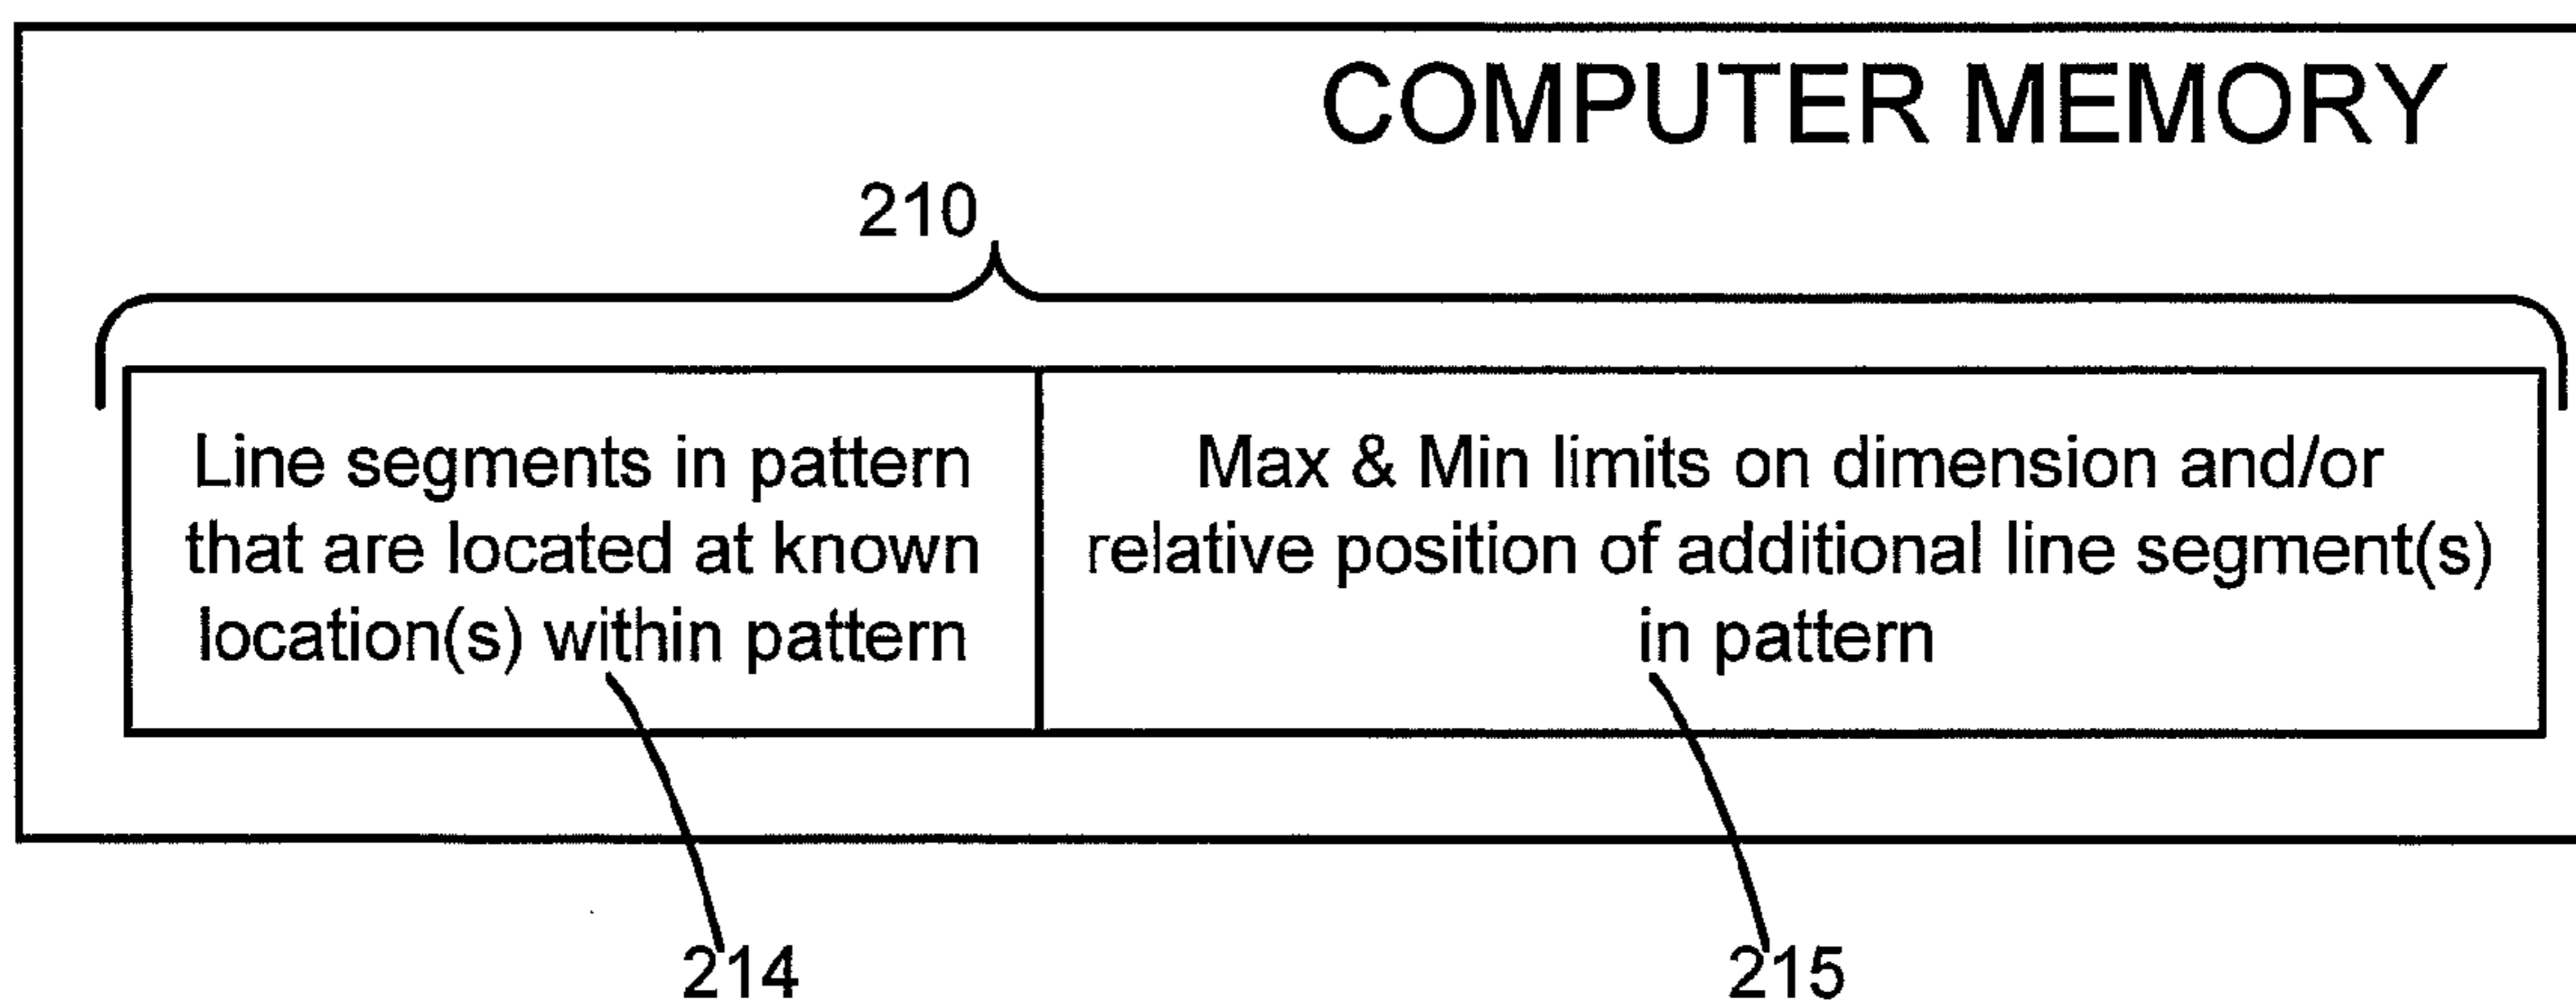 COMPUTER MEMORY
210
Line segments in pattern
that are located at known
location(s) within pattern
Max & Min limits on dimension and/or
relative position of additional line segment(s)
in pattern
214
215